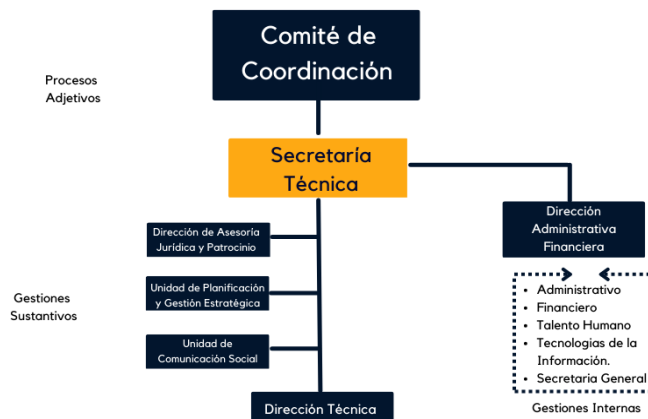 Comité de
Coordinación
Procesos
Adjetivos
Secretaría
Técnica
Dirección
Administrativa
Financiera
Dirección de Asesoría
Jurídica y Patrocinio
Unidad de Planificación
y Gestión Estratégica
Gestiones
Sustantivos
Unidad de
Comunicación Social
Dirección Técnica
• Administrativo
• Financiero
• Talento Humano
• Tecnologias de la
Información.
• Secretaria General
Gestiones Internas